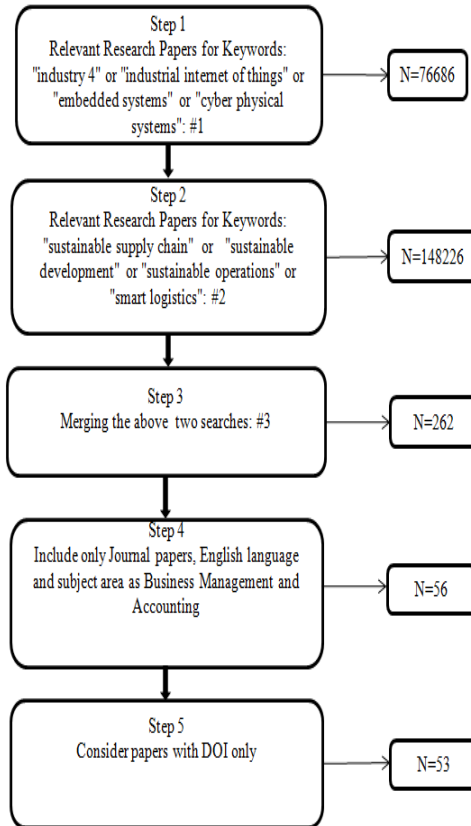 Step 1
Relevant Research Papers for Keywords:
"industry 4" or "industrial internet of things" or
"embedded systems" or "cyber physical
systems": #1
N=76686
Step 2
Relevant Research Papers for Keywords:
"sustainable supply chain" or "sustainable
development" or "sustainable operations" or
"smart logistics": #2
N=148226
Step 3
Merging the above two searches: #3
N=262
Step 4
Include only Journal papers, English language
and subject area as Business Management and
Accounting
N=56
Step 5
Consider papers with DOI only
N=53